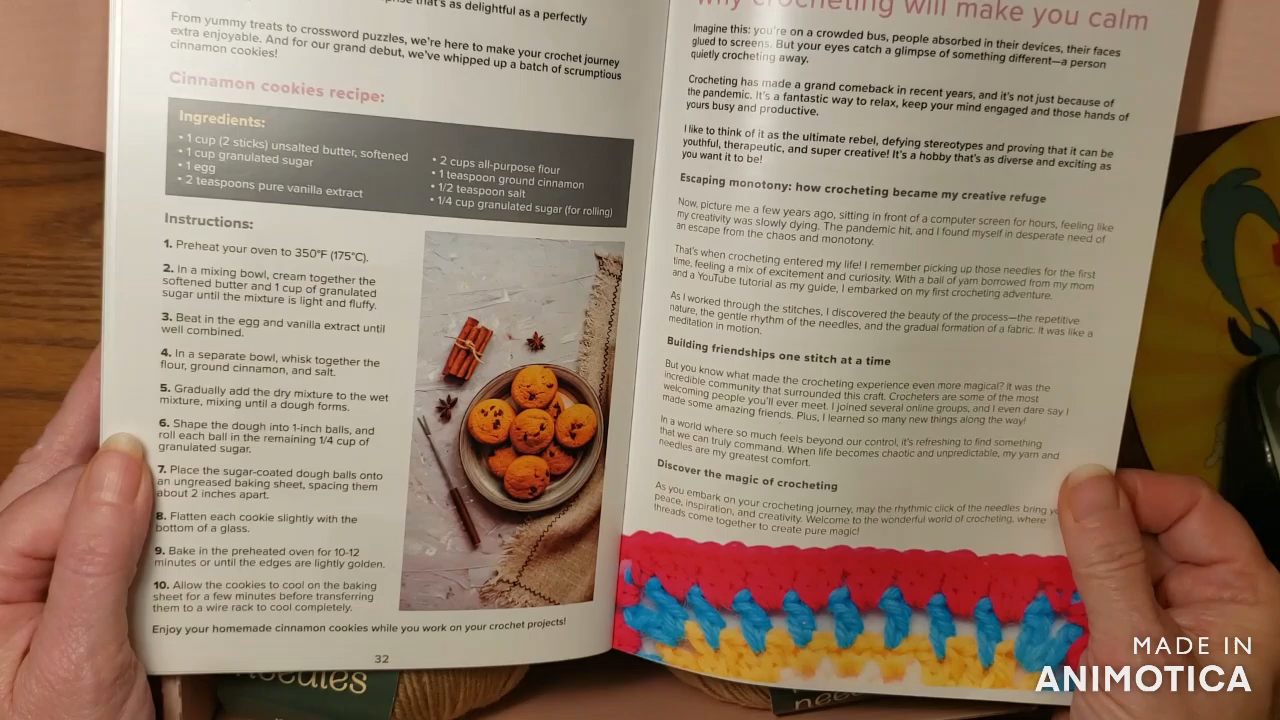 that's as delightful as a perfectly
From yummy treats to crossword puzzles, we're here to make your crochet journey
extra enjoyable. And for our grand debut, we've whipped up a batch of scrumptious
cinnamon cookies!
Cinnamon cookies recipe:
Ingredients:
• 1 cup (2 sticks) unsalted butter, softened
• 1 cup granulated sugar
• 1 egg
• 2 teaspoons pure vanilla extract
• 2 cups all-purpose flour
• 1 teaspoon ground cinnamon
• 1/2 teaspoon salt
• 1/4 cup granulated sugar (for rolling)
Instructions:
1. Preheat your oven to 350°F (175°C).
2. In a mixing bowl, cream together the
softened butter and 1 cup of granulated
sugar until the mixture is light and fluffy.
3. Beat in the egg and vanilla extract until
well combined.
4. In a separate bowl, whisk together the
flour, ground cinnamon, and salt.
5. Gradually add the dry mixture to the wet
mixture, mixing until a dough forms.
6. Shape the dough into 1-inch balls, and
roll each ball in the remaining 1/4 cup of
granulated sugar.
7. Place the sugar-coated dough balls onto
an ungreased baking sheet, spacing them
about 2 inches apart.
8. Flatten each cookie slightly with the
bottom of a glass.
9. Bake in the preheated oven for 10-12
minutes or until the edges are lightly golden.
10. Allow the cookies to cool on the baking
sheet for a few minutes before transferring
them to a wire rack to cool completely.
Enjoy your homemade cinnamon cookies while you work on your crochet projects!
32
why crocheting will make you calm
Imagine this: you're on a crowded bus, people absorbed in their devices, their faces
glued to screens. But your eyes catch a glimpse of something different—a person
quietly crocheting away.
Crocheting has made a grand comeback in recent years, and it's not just because of
the pandemic. It's a fantastic way to relax, keep your mind engaged and those hands of
yours busy and productive.
I like to think of it as the ultimate rebel, defying stereotypes and proving that it can be
youthful, therapeutic, and super creative! It's a hobby that's as diverse and exciting as
you want it to be!
Escaping monotony: how crocheting became my creative refuge
Now, picture me a few years ago, sitting in front of a computer screen for hours, feeling like
my creativity was slowly dying. The pandemic hit, and I found myself in desperate need of
an escape from the chaos and monotony.
That's when crocheting entered my life! I remember picking up those needles for the first
time, feeling a mix of excitement and curiosity. With a ball of yarn borrowed from my mom
and a YouTube tutorial as my guide, I embarked on my first crocheting adventure.
As I worked through the stitches, I discovered the beauty of the process—the repetitive
nature, the gentle rhythm of the needles, and the gradual formation of a fabric. It was like a
meditation in motion.
Building friendships one stitch at a time
But you know what made the crocheting experience even more magical? It was the
incredible community that surrounded this craft. Crocheters are some of the most
welcoming people you'll ever meet. I joined several online groups, and I even dare say I
made some amazing friends. Plus, I learned so many new things along the way!
In a world where so much feels beyond our control, it's refreshing to find something
that we can truly command. When life becomes chaotic and unpredictable, my yarn and
needles are my greatest comfort.
Discover the magic of crocheting
As you embark on your crocheting journey, may the rhythmic click of the needles bring
peace, inspiration, and creativity. Welcome to the wonderful world of crocheting, where
threads come together to create pure magic!
needles
MADE IN
ANIMOTICA